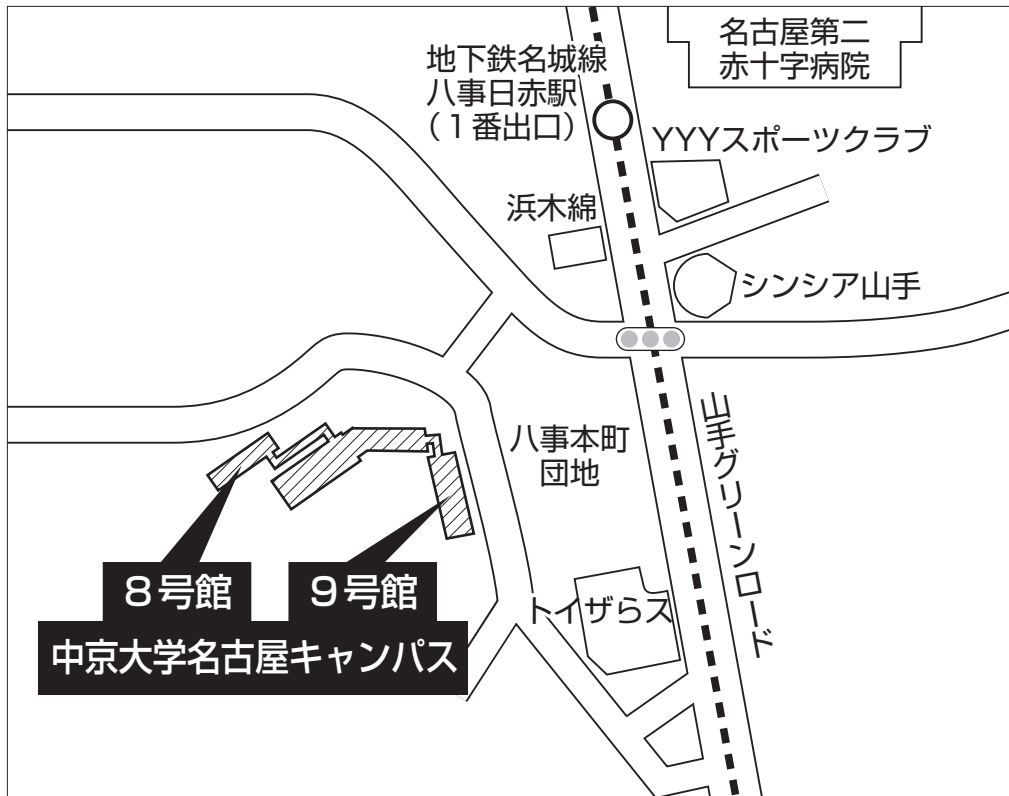 名古屋第二
赤十字病院
地下鉄名城線
八事日赤駅
（１番出口）
YYYスポーツクラブ
浜木綿
シンシア山手
山手グリーンロード
八事本町
団地
トイザらス
８号館
９号館
中京大学名古屋キャンパス